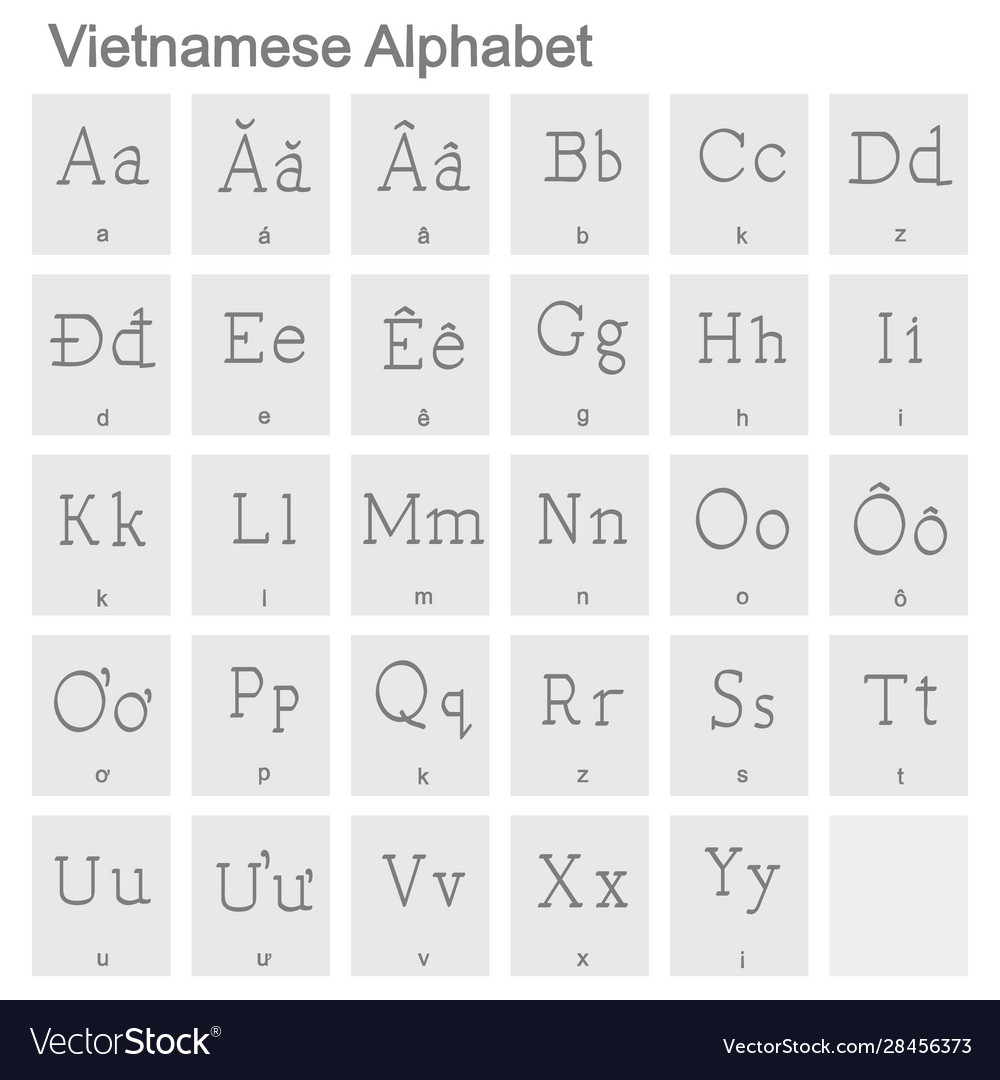 Vietnamese Alphabet
Aa Ăă Ââ Bb Cc Dd
a á â b k z
Đđ Ee Êê Gg Hh Ii
d e ê g h i
Kk Ll Mm Nn Oo Ôô
k l m n o ô
Ơơ Pp Qq Rr Ss Tt
ơ p k z s t
Uu Ưư Vv Xx Yy
u ư v x i
VectorStock® VectorStock.com/28456373